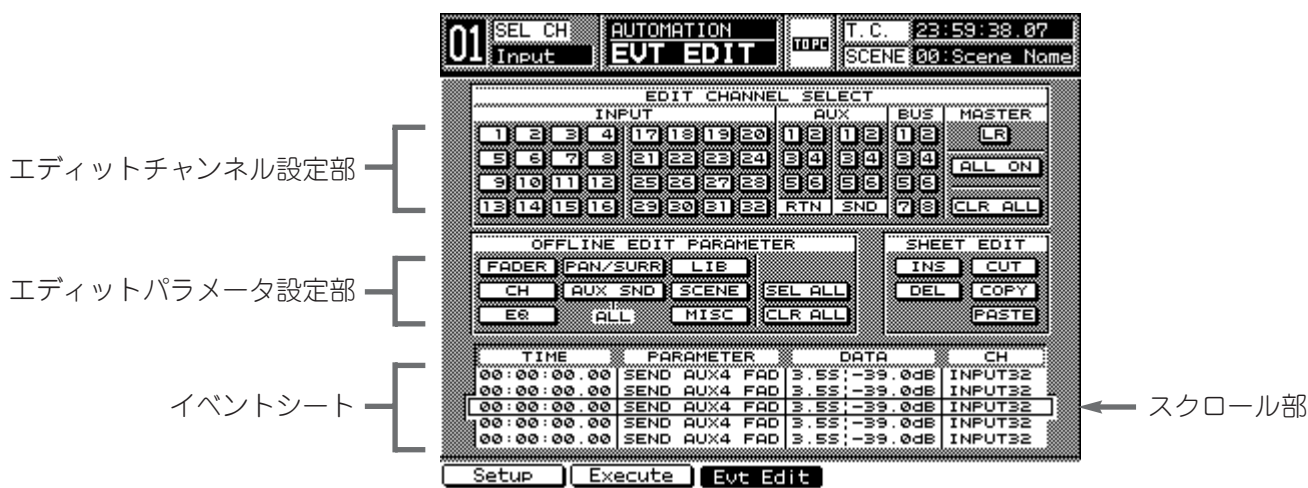 01 SEL CH Input AUTOMATION EVT EDIT TO PC T. C. 23:59:38.07
SCENE 00:Scene Name
EDIT CHANNEL SELECT
INPUT AUX BUS MASTER
1 2 3 4 17 18 19 20 1 2 1 2 1 2 LR
5 6 7 8 21 22 23 24 3 4 3 4 3 4 ALL ON
9 10 11 12 25 26 27 28 5 6 5 6 5 6
13 14 15 16 29 30 31 32 RTN SND 7 8 CLR ALL
エディットチャンネル設定部
OFFLINE EDIT PARAMETER SHEET EDIT
FADER PAN/SURR LIB INS CUT
CH AUX SND SCENE SEL ALL DEL COPY
EQ ALL MISC CLR ALL PASTE
エディットパラメータ設定部
TIME PARAMETER DATA CH
00:00:00.00 SEND AUX4 FAD 3.5S -39.0dB INPUT32
00:00:00.00 SEND AUX4 FAD 3.5S -39.0dB INPUT32
00:00:00.00 SEND AUX4 FAD 3.5S -39.0dB INPUT32
00:00:00.00 SEND AUX4 FAD 3.5S -39.0dB INPUT32
00:00:00.00 SEND AUX4 FAD 3.5S -39.0dB INPUT32
イベントシート
スクロール部
Setup Execute Evt Edit